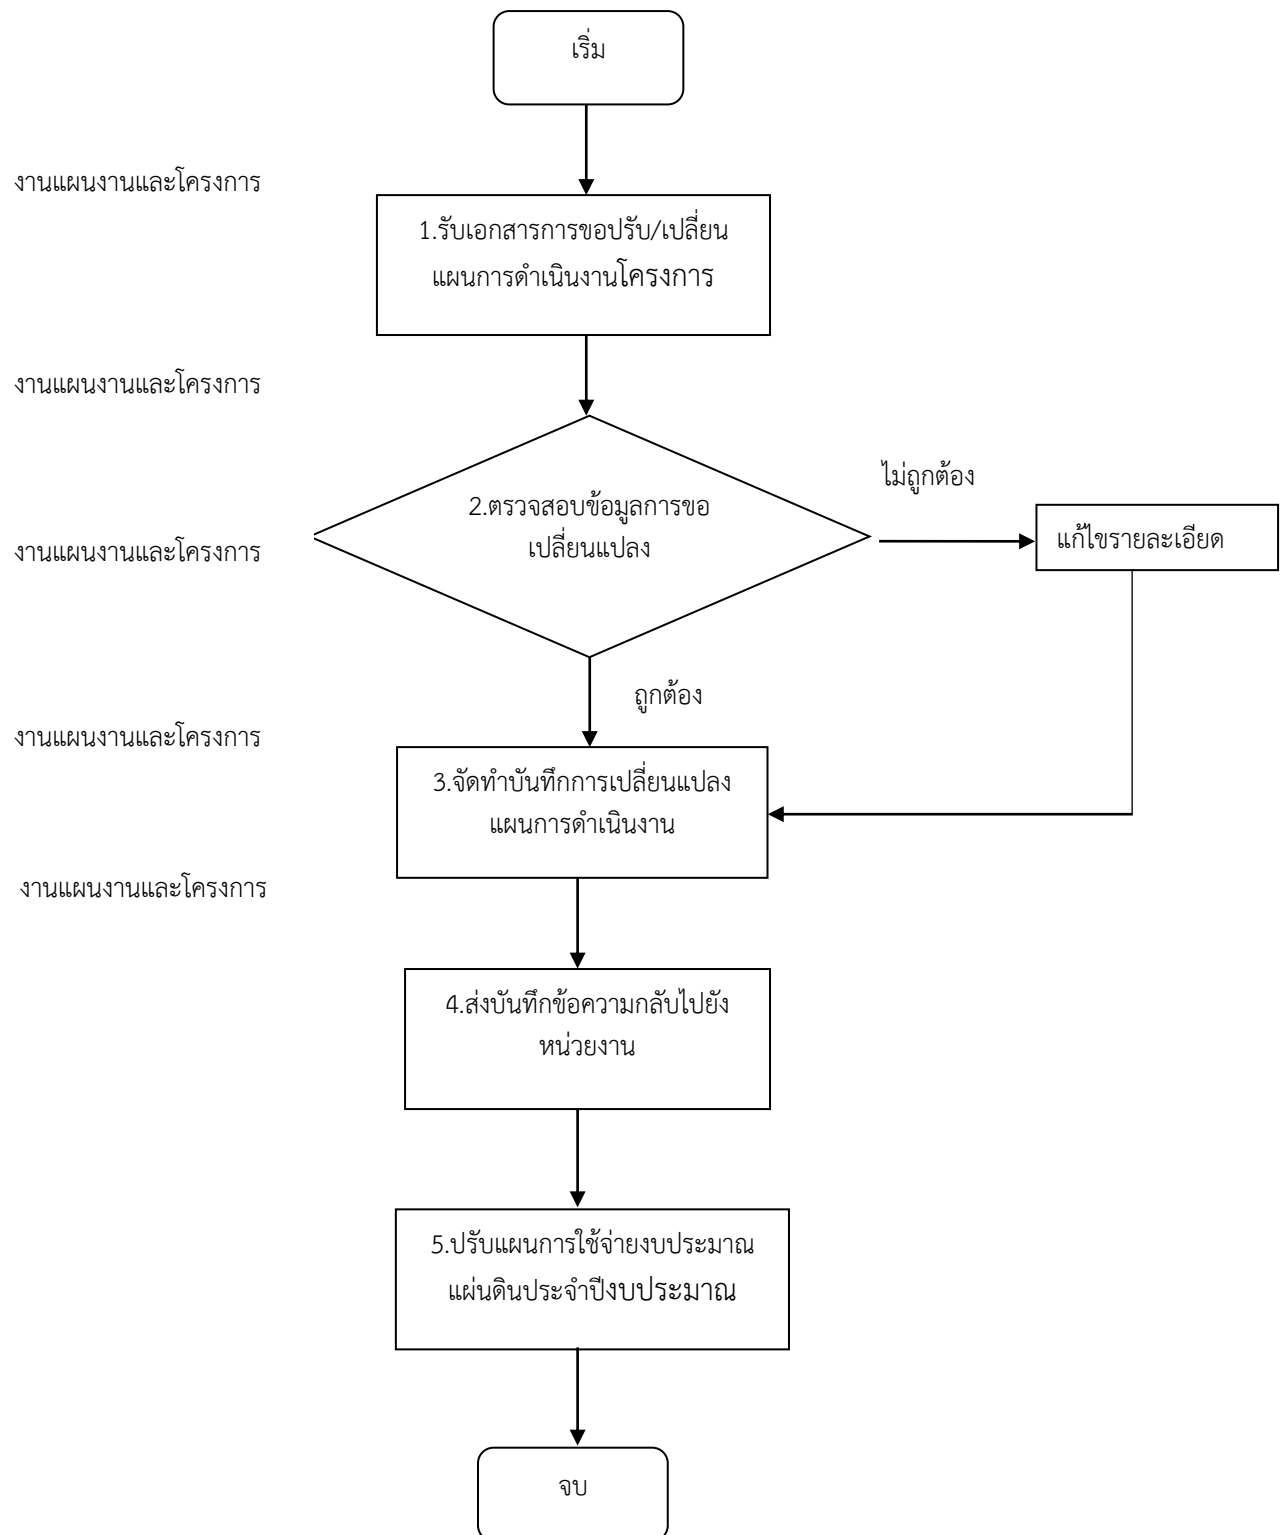 เริ่ม
งานแผนงานและโครงการ
1.รับเอกสารการขอปรับ/เปลี่ยน
แผนการดำเนินงานโครงการ
งานแผนงานและโครงการ
ไม่ถูกต้อง
2.ตรวจสอบข้อมูลการขอ
เปลี่ยนแปลง
แก้ไขรายละเอียด
งานแผนงานและโครงการ
ถูกต้อง
งานแผนงานและโครงการ
3.จัดทำบันทึกการเปลี่ยนแปลง
แผนการดำเนินงาน
งานแผนงานและโครงการ
4.ส่งบันทึกข้อความกลับไปยัง
หน่วยงาน
5.ปรับแผนการใช้จ่ายงบประมาณ
แผ่นดินประจำปีงบประมาณ
จบ